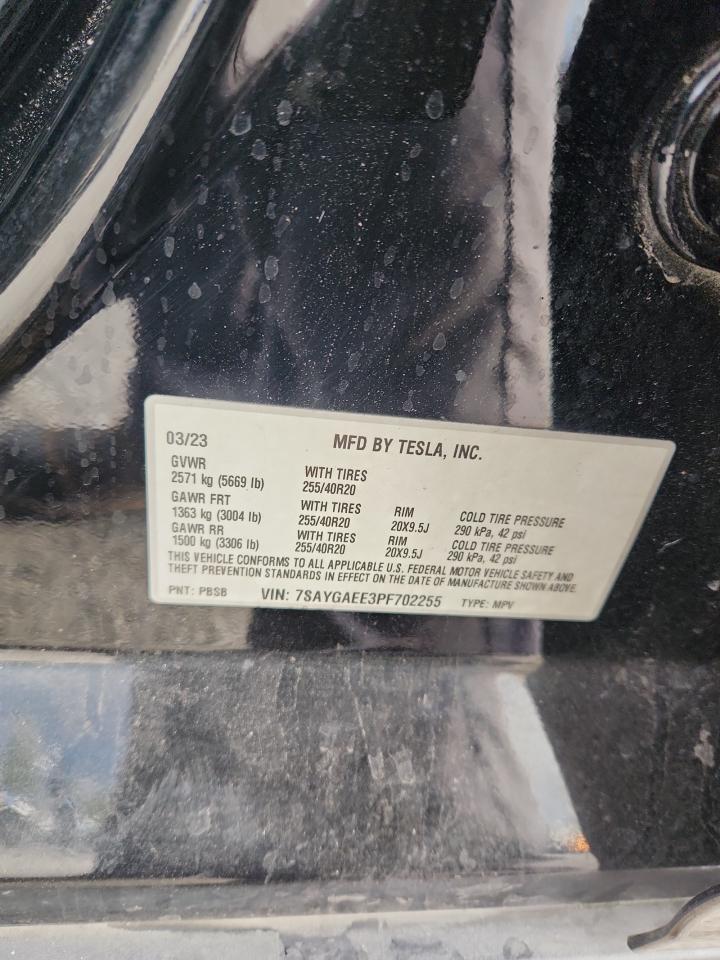 03/23 MFD BY TESLA, INC.
GVWR
2571 kg (5669 lb) WITH TIRES
255/40R20
GAWR FRT WITH TIRES RIM COLD TIRE PRESSURE
1363 kg (3004 lb) 255/40R20 20X9.5J 290 kPa, 42 psi
GAWR RR WITH TIRES RIM COLD TIRE PRESSURE
1500 kg (3306 lb) 255/40R20 20X9.5J 290 kPa, 42 psi
THIS VEHICLE CONFORMS TO ALL APPLICABLE U.S. FEDERAL MOTOR VEHICLE SAFETY AND
THEFT PREVENTION STANDARDS IN EFFECT ON THE DATE OF MANUFACTURE SHOWN ABOVE.
PNT: PBSB VIN: 7SAYGAEE3PF702255 TYPE: MPV